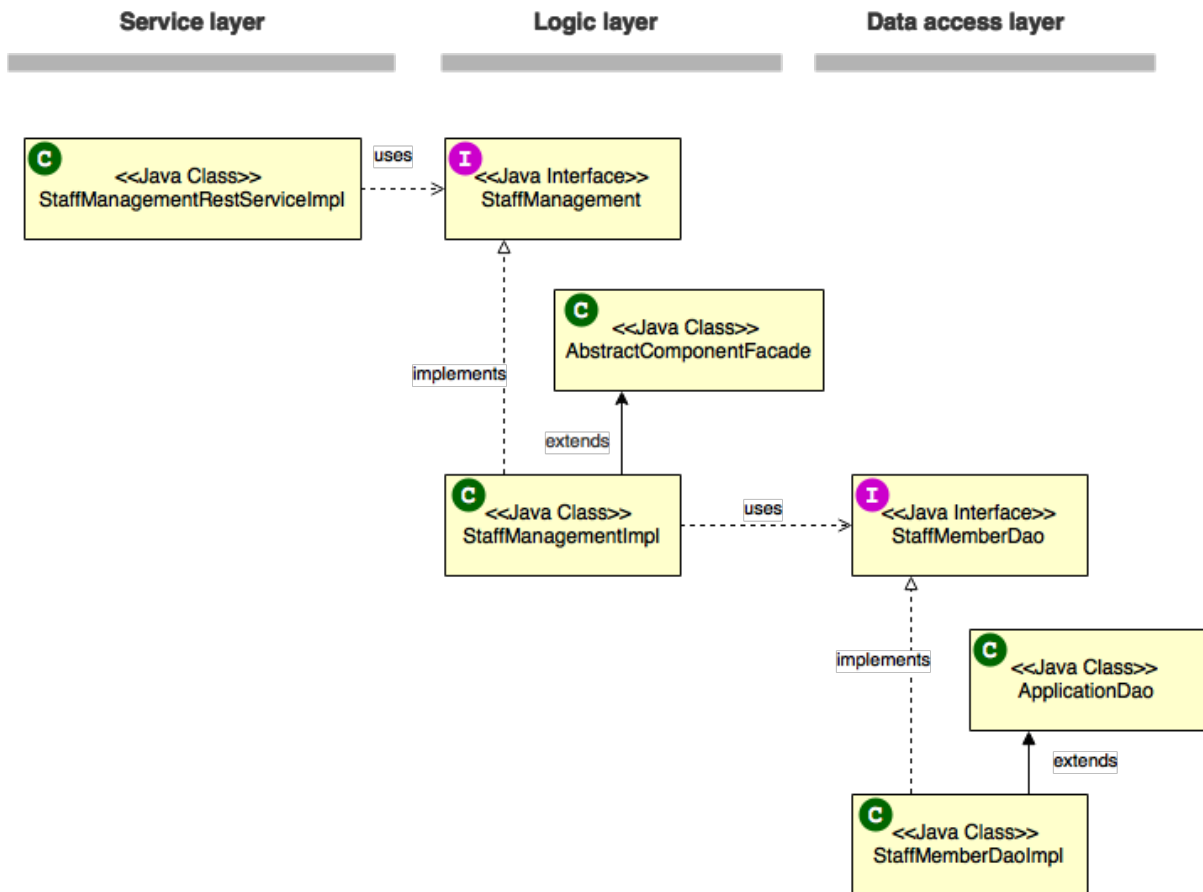 Service layer
Logic layer
Data access layer
C
<<Java Class>>
StaffManagementRestServiceImpl
uses
I
<<Java Interface>>
StaffManagement
C
<<Java Class>>
AbstractComponentFacade
implements
extends
C
<<Java Class>>
StaffManagementImpl
uses
I
<<Java Interface>>
StaffMemberDao
implements
C
<<Java Class>>
ApplicationDao
extends
C
<<Java Class>>
StaffMemberDaoImpl